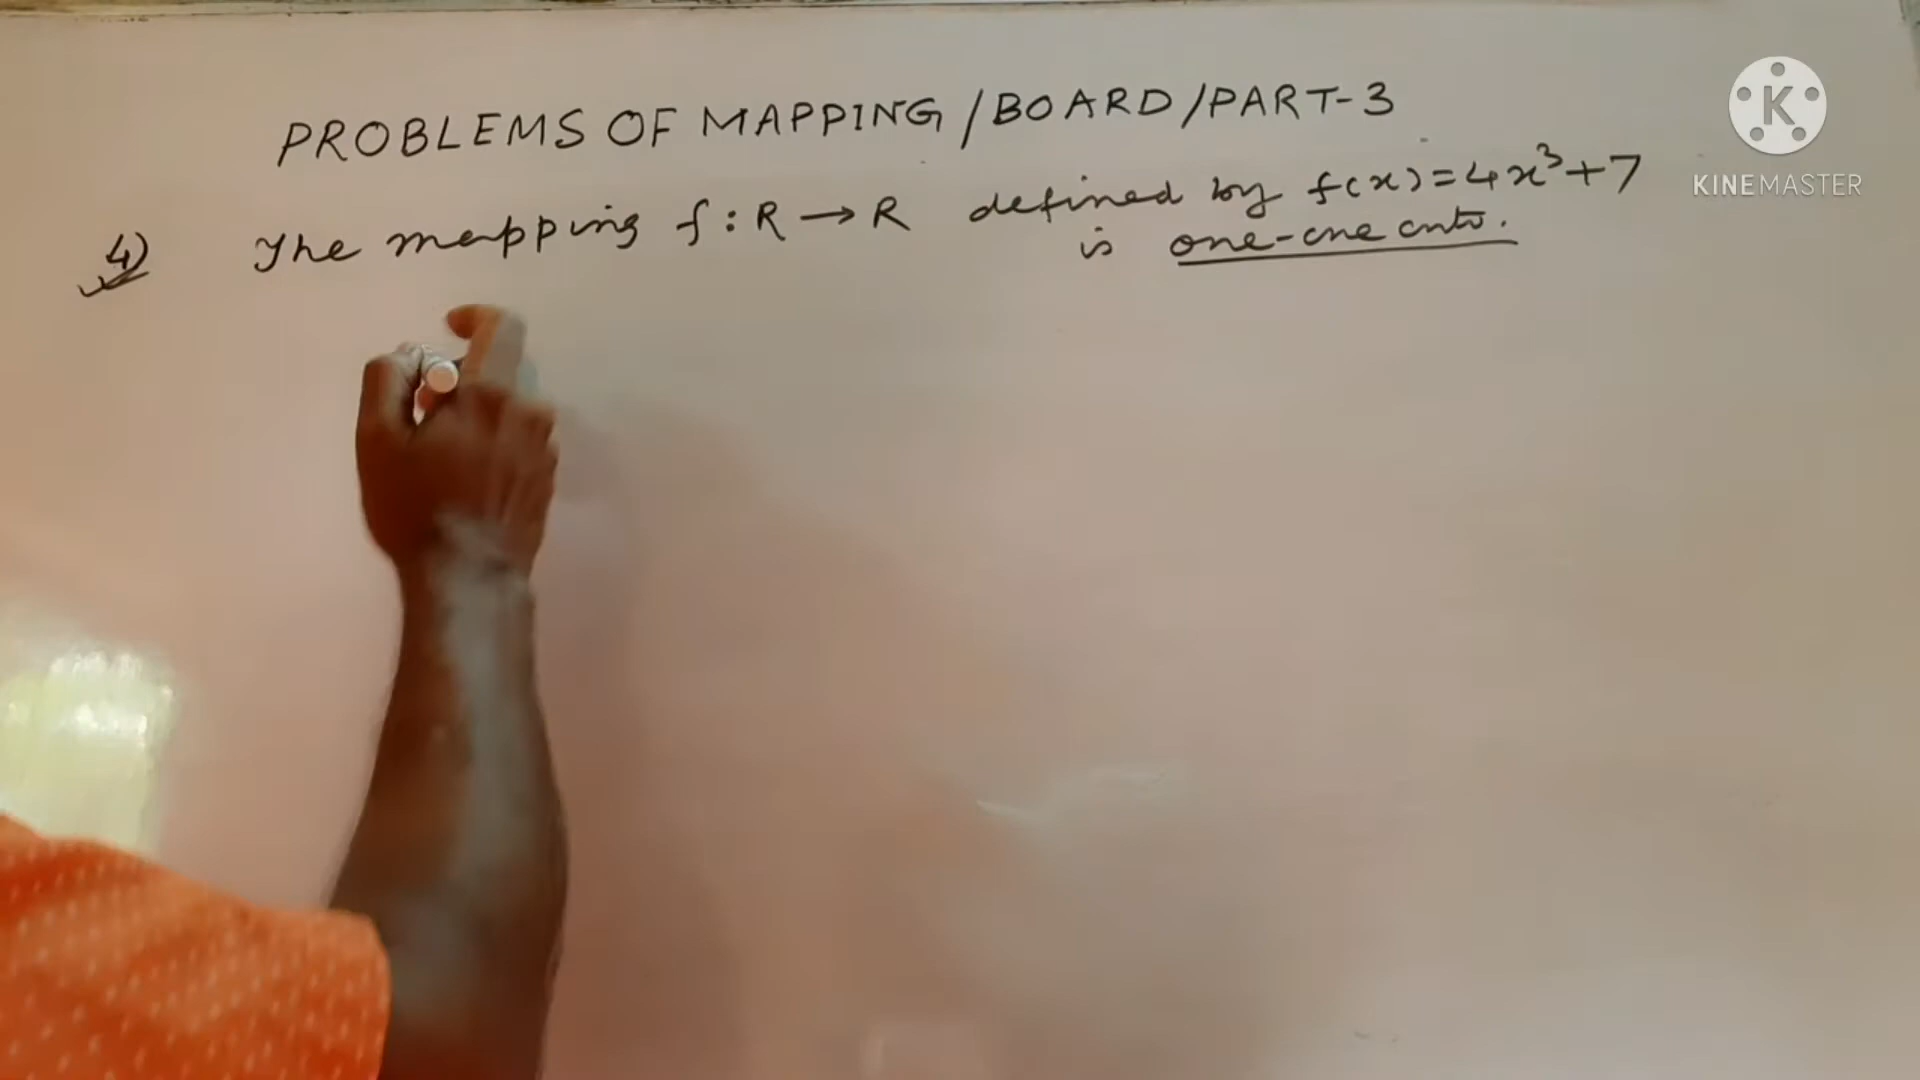 PROBLEMS OF MAPPING/BOARD/PART-3
4) The mapping f:R→R defined by f(x)=4x³+7
is one-one onto.
K
KINEMASTER